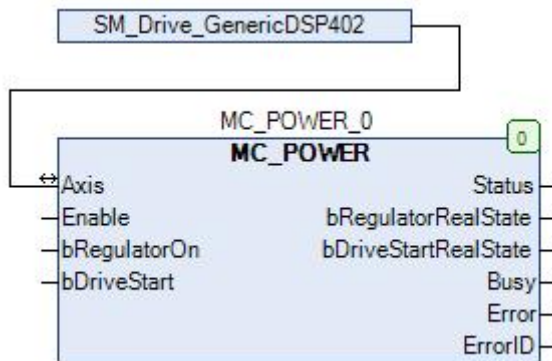 SM_Drive_GenericDSP402
MC_POWER_0
0
MC_POWER
Axis Status
Enable bRegulatorRealState
bRegulatorOn bDriveStartRealState
bDriveStart Busy
Error
ErrorID